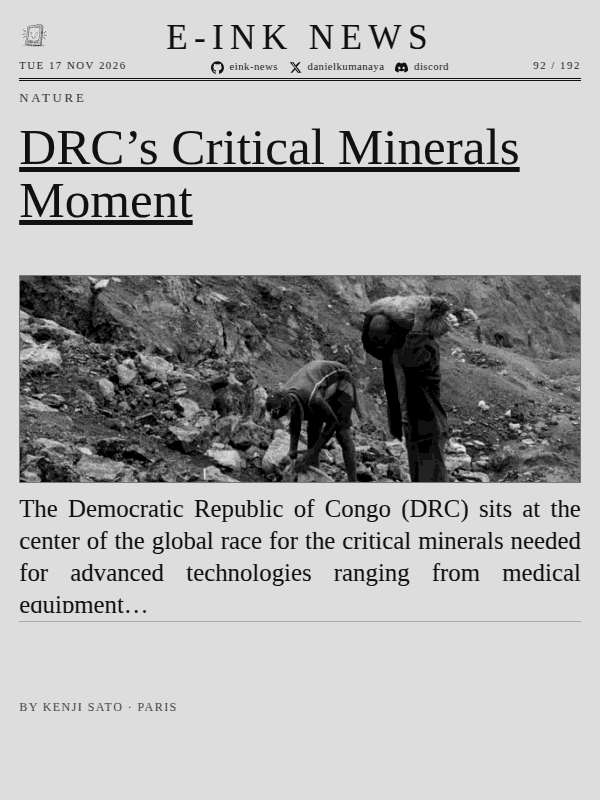 E-INK NEWS
TUE 17 NOV 2026
eink-news danielkumanaya discord
92 / 192
NATURE
DRC’s Critical Minerals
Moment
The Democratic Republic of Congo (DRC) sits at the
center of the global race for the critical minerals needed
for advanced technologies ranging from medical
equipment…
BY KENJI SATO · PARIS